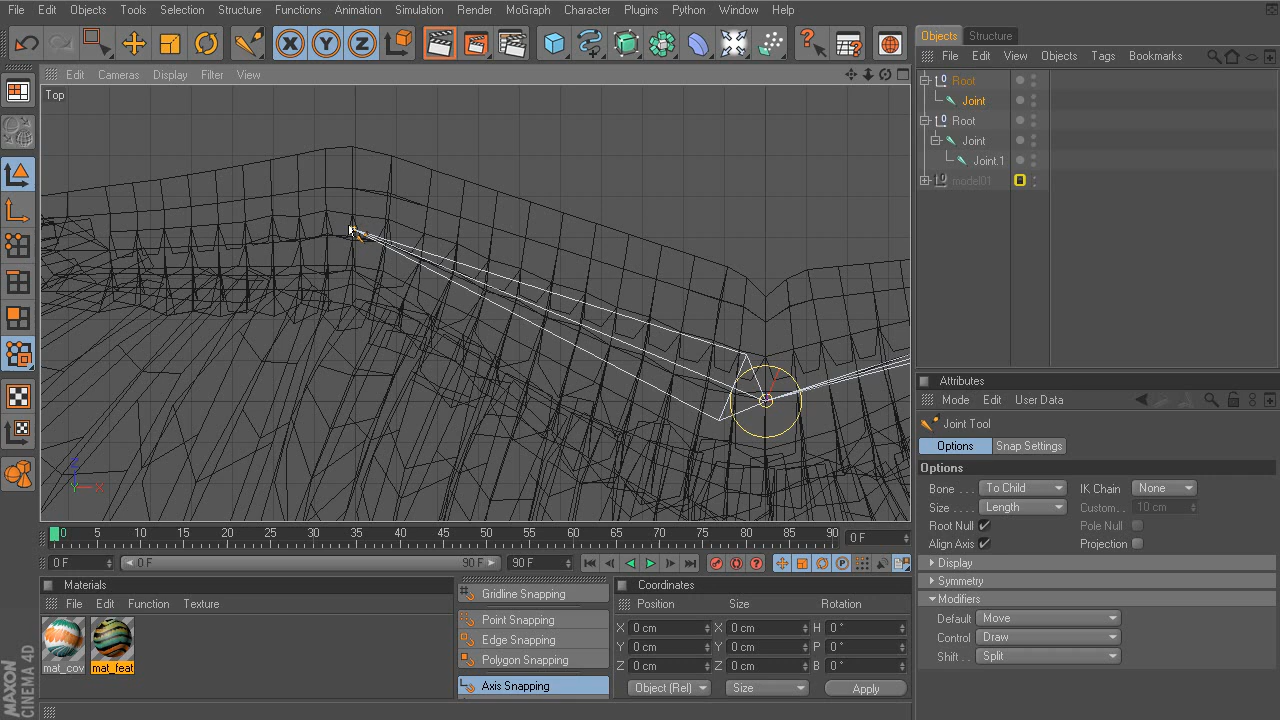 File Edit Objects Tools Selection Structure Functions Animation Simulation Render MoGraph Character Plugins Python Window Help
Objects Structure
File Edit View Objects Tags Bookmarks
Edit Cameras Display Filter View
Top
Root
Joint
Root
Joint
Joint.1
model01
Z
X
Attributes
Mode Edit User Data
Joint Tool
Options Snap Settings
Options
Bone . . . . To Child IK Chain None
Size . . . . Length Custom. . 10 cm
Root Null Pole Null
Align Axis Projection
Display
Symmetry
Modifiers
Default Move
Control Draw
Shift . . Split
0 5 10 15 20 25 30 35 40 45 50 55 60 65 70 75 80 85 90 0 F
0 F 0 F 90 F 90 F
Materials
File Edit Function Texture
mat_cov mat_feat
Gridline Snapping
Point Snapping
Edge Snapping
Polygon Snapping
Axis Snapping
Coordinates
Position Size Rotation
X 0 cm X 0 cm H 0 °
Y 0 cm Y 0 cm P 0 °
Z 0 cm Z 0 cm B 0 °
Object (Rel) Size Apply
MAXON
CINEMA 4D